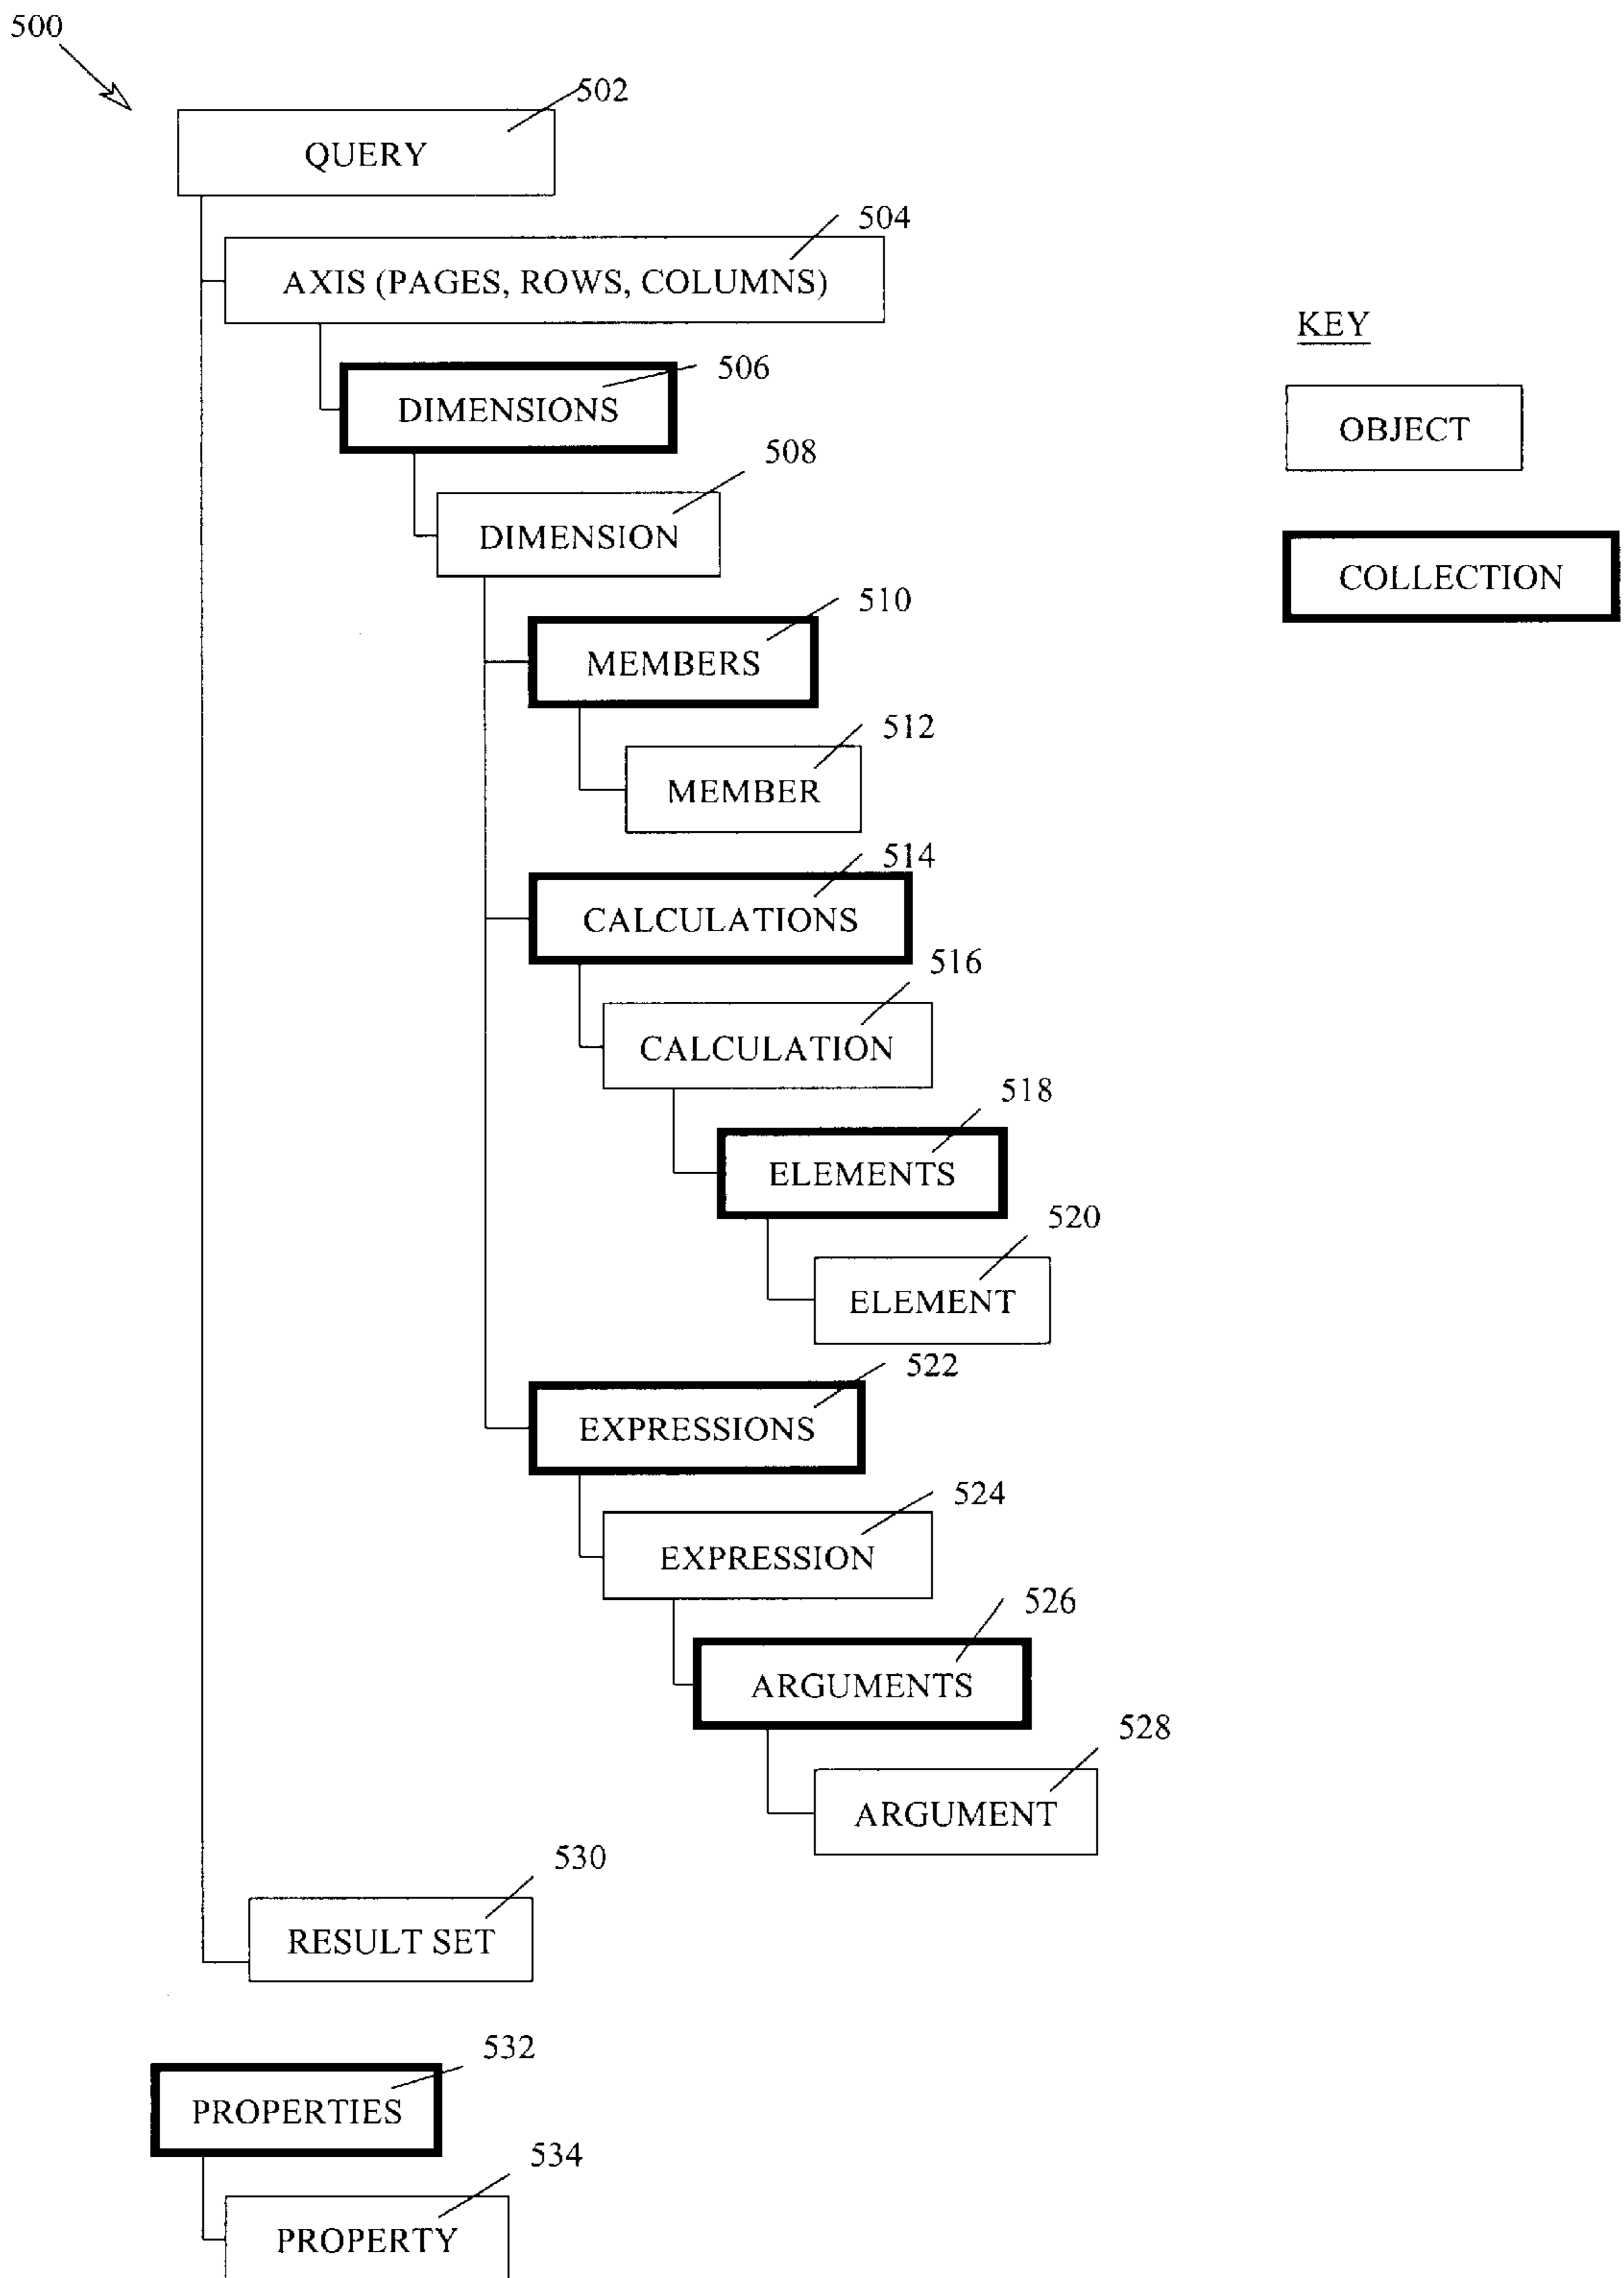 500
502
QUERY
504
AXIS (PAGES, ROWS, COLUMNS)
KEY
506
DIMENSIONS
OBJECT
508
DIMENSION
COLLECTION
510
MEMBERS
512
MEMBER
514
CALCULATIONS
516
CALCULATION
518
ELEMENTS
520
ELEMENT
522
EXPRESSIONS
524
EXPRESSION
526
ARGUMENTS
528
ARGUMENT
530
RESULT SET
532
PROPERTIES
534
PROPERTY